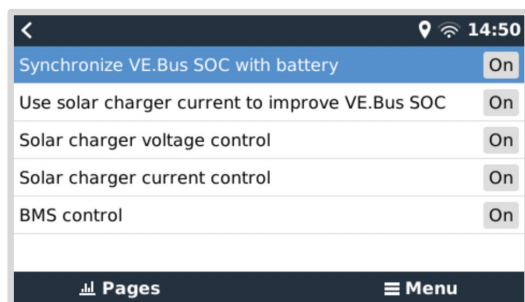 14:50
Synchronize VE.Bus SOC with battery On
Use solar charger current to improve VE.Bus SOC On
Solar charger voltage control On
Solar charger current control On
BMS control On
Pages Menu